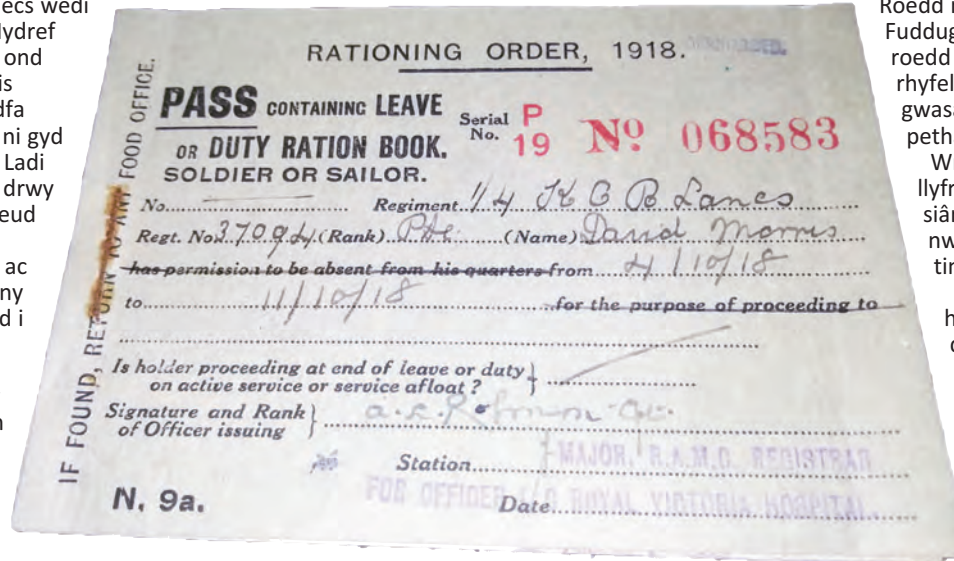 ecs wedi
lydref
ond
is
dfa
ni gyd
Ladi
drwy
eud
ac
ny
d i
n
IF FOUND, RETURN TO ANY FOOD OFFICE.
RATIONING ORDER, 1918.
PASS CONTAINING LEAVE
OR DUTY RATION BOOK.
SOLDIER OR SAILOR.
Serial No. P 19 No 068583
No. Regiment 1/4 K O R Lancs
Regt. No 37094 (Rank) Pte (Name) David Morris
has permission to be absent from his quarters from 4/10/18
to 11/10/18 for the purpose of proceeding to
Is holder proceeding at end of leave or duty
on active service or service afloat?
Signature and Rank
of Officer issuing
Station MAJOR, R.A.M.C. REGISTRAR
FOR OFFICER I/C ROYAL VICTORIA HOSPITAL.
Date
N. 9a.
Roedd
Fuddug
roedd
rhyfel
gwasa
peth
W
llyfr
siân
nw
tir
h